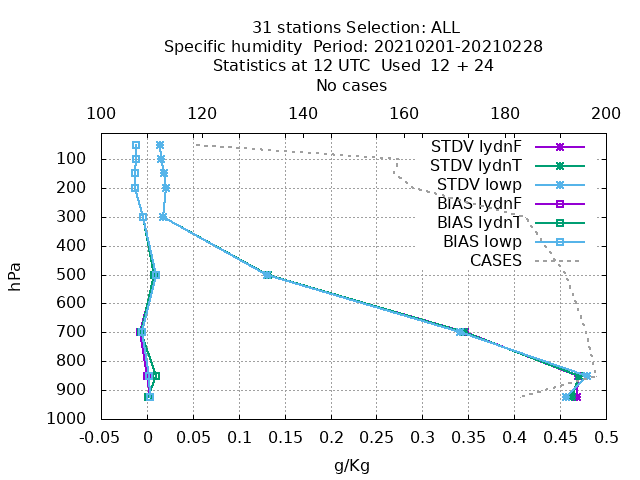 31 stations Selection: ALL
Specific humidity  Period: 20210201-20210228
Statistics at 12 UTC  Used  12 + 24
No cases
100 120 140 160 180 200
STDV lydnF
STDV lydnT
STDV lowp
BIAS lydnF
BIAS lydnT
BIAS lowp
CASES
100
200
300
400
500
600
700
800
900
1000
hPa
-0.05 0 0.05 0.1 0.15 0.2 0.25 0.3 0.35 0.4 0.45 0.5
g/Kg